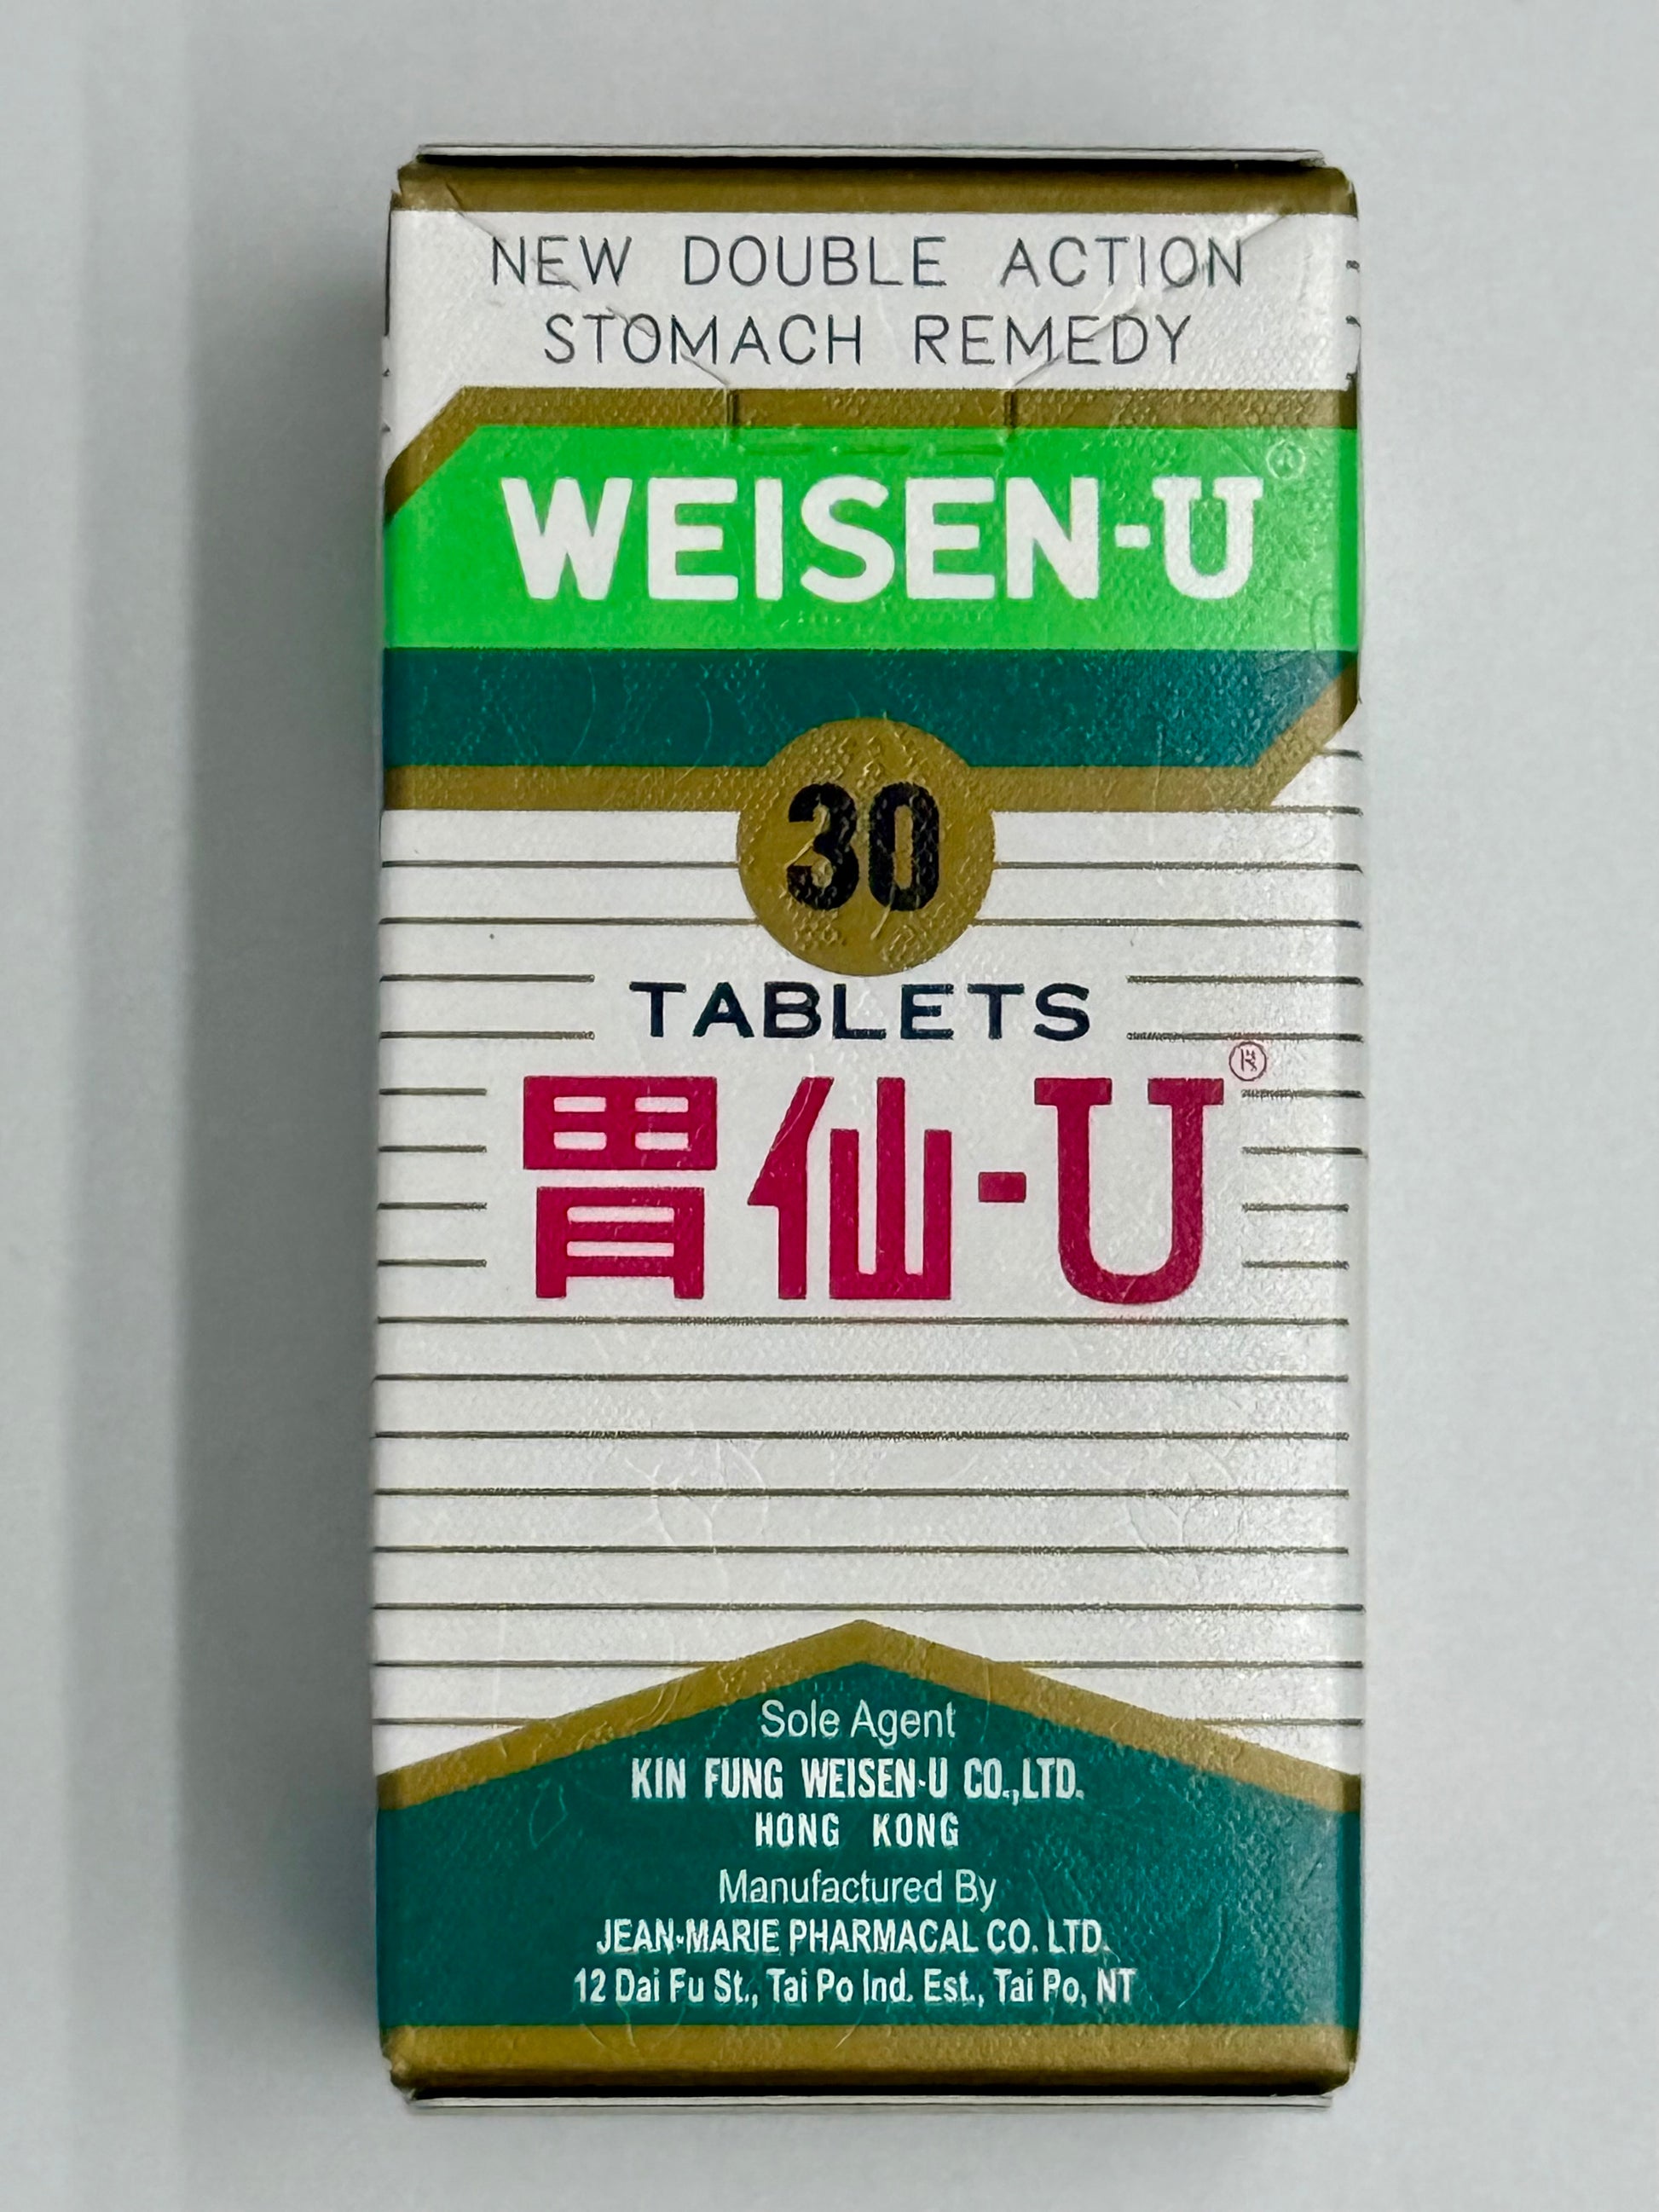 NEW DOUBLE ACTION
STOMACH REMEDY
WEISEN-U®
30
TABLETS
胃仙-U®
Sole Agent
KIN FUNG WEISEN-U CO.,LTD.
HONG KONG
Manufactured By
JEAN-MARIE PHARMACAL CO. LTD.
12 Dai Fu St., Tai Po Ind. Est., Tai Po, NT